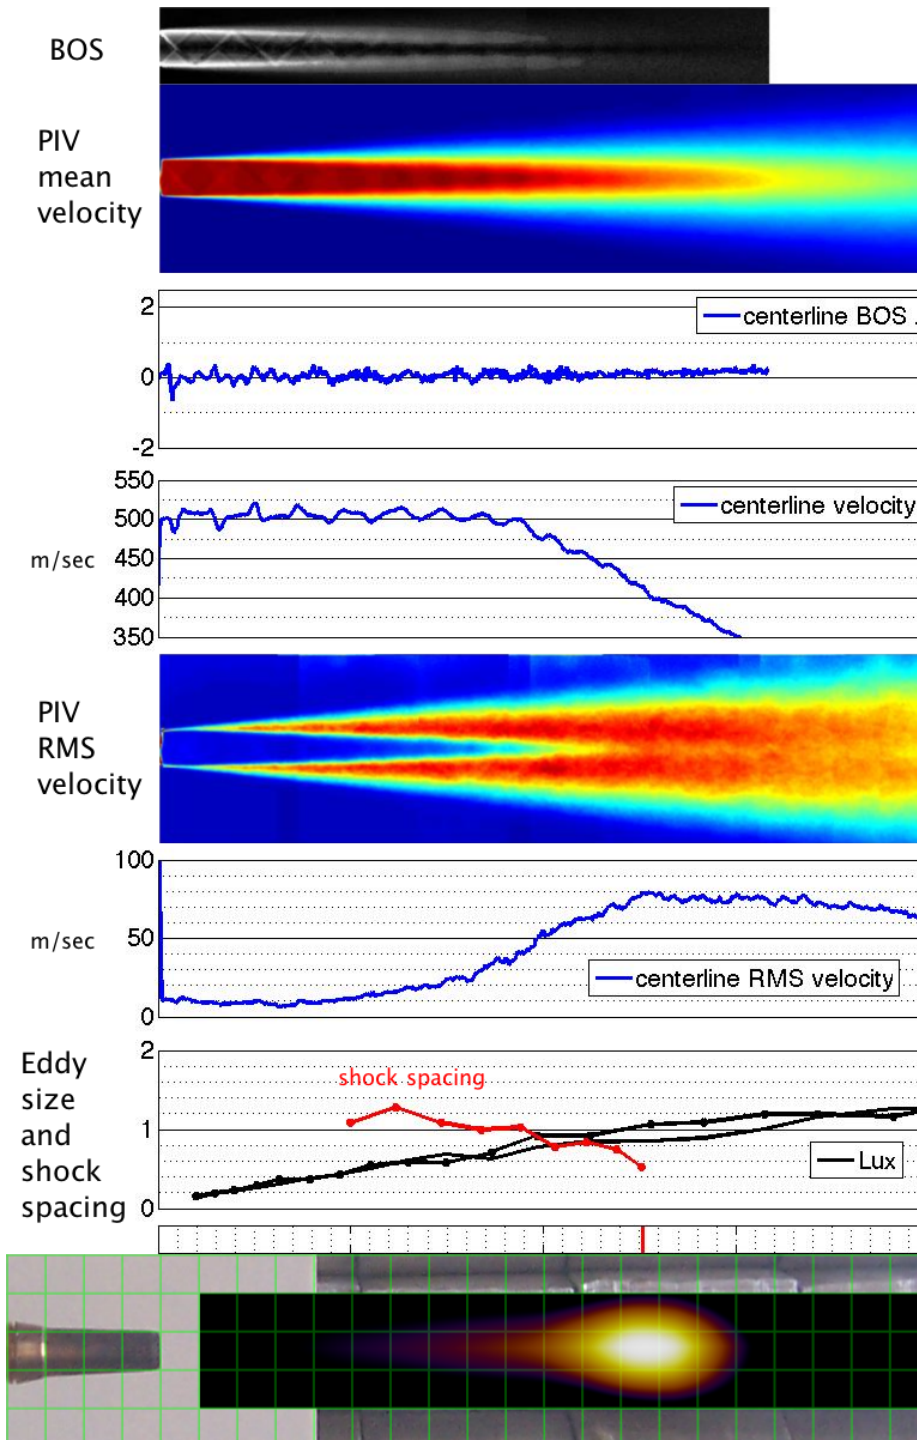 BOS
PIV
mean
velocity
2
0
-2
centerline BOS .
550
500
450
400
350
m/sec
centerline velocity
PIV
RMS
velocity
100
50
0
m/sec
centerline RMS velocity
Eddy
size
and
shock
spacing
2
1
0
shock spacing
Lux